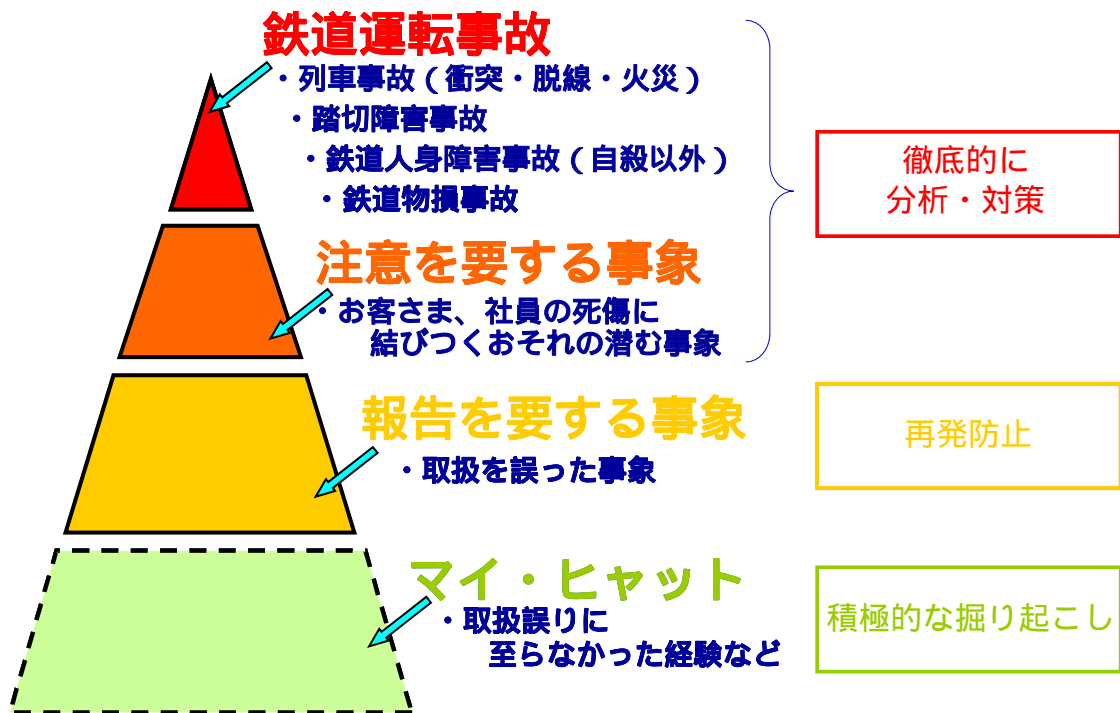 鉄道運転事故
・列車事故（衝突・脱線・火災）
・踏切障害事故
・鉄道人身障害事故（自殺以外）
・鉄道物損事故
徹底的に
分析・対策
注意を要する事象
・お客さま、社員の死傷に
結びつくおそれの潜む事象
報告を要する事象
・取扱を誤った事象
再発防止
マイ・ヒヤット
・取扱誤りに
至らなかった経験など
積極的な掘り起こし